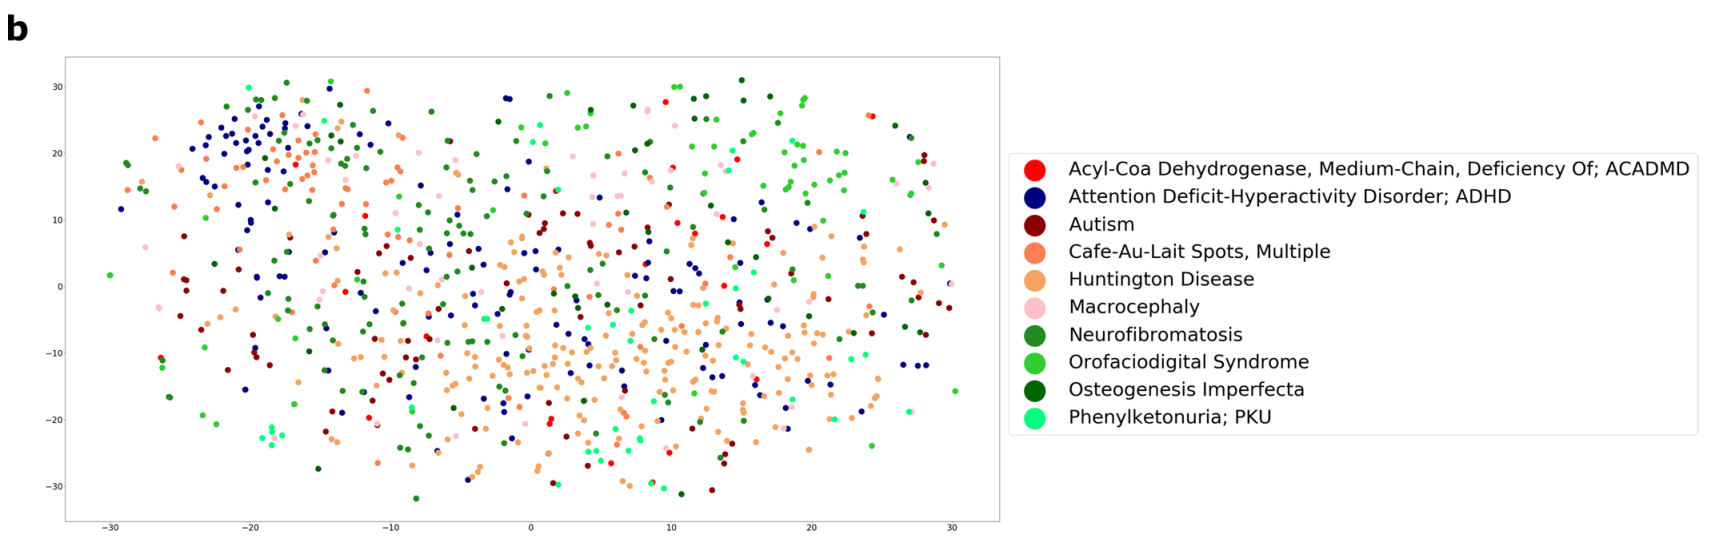 b
30
20
10
0
−10
−20
−30
−30 −20 −10 0 10 20 30
Acyl-Coa Dehydrogenase, Medium-Chain, Deficiency Of; ACADMD
Attention Deficit-Hyperactivity Disorder; ADHD
Autism
Cafe-Au-Lait Spots, Multiple
Huntington Disease
Macrocephaly
Neurofibromatosis
Orofaciodigital Syndrome
Osteogenesis Imperfecta
Phenylketonuria; PKU